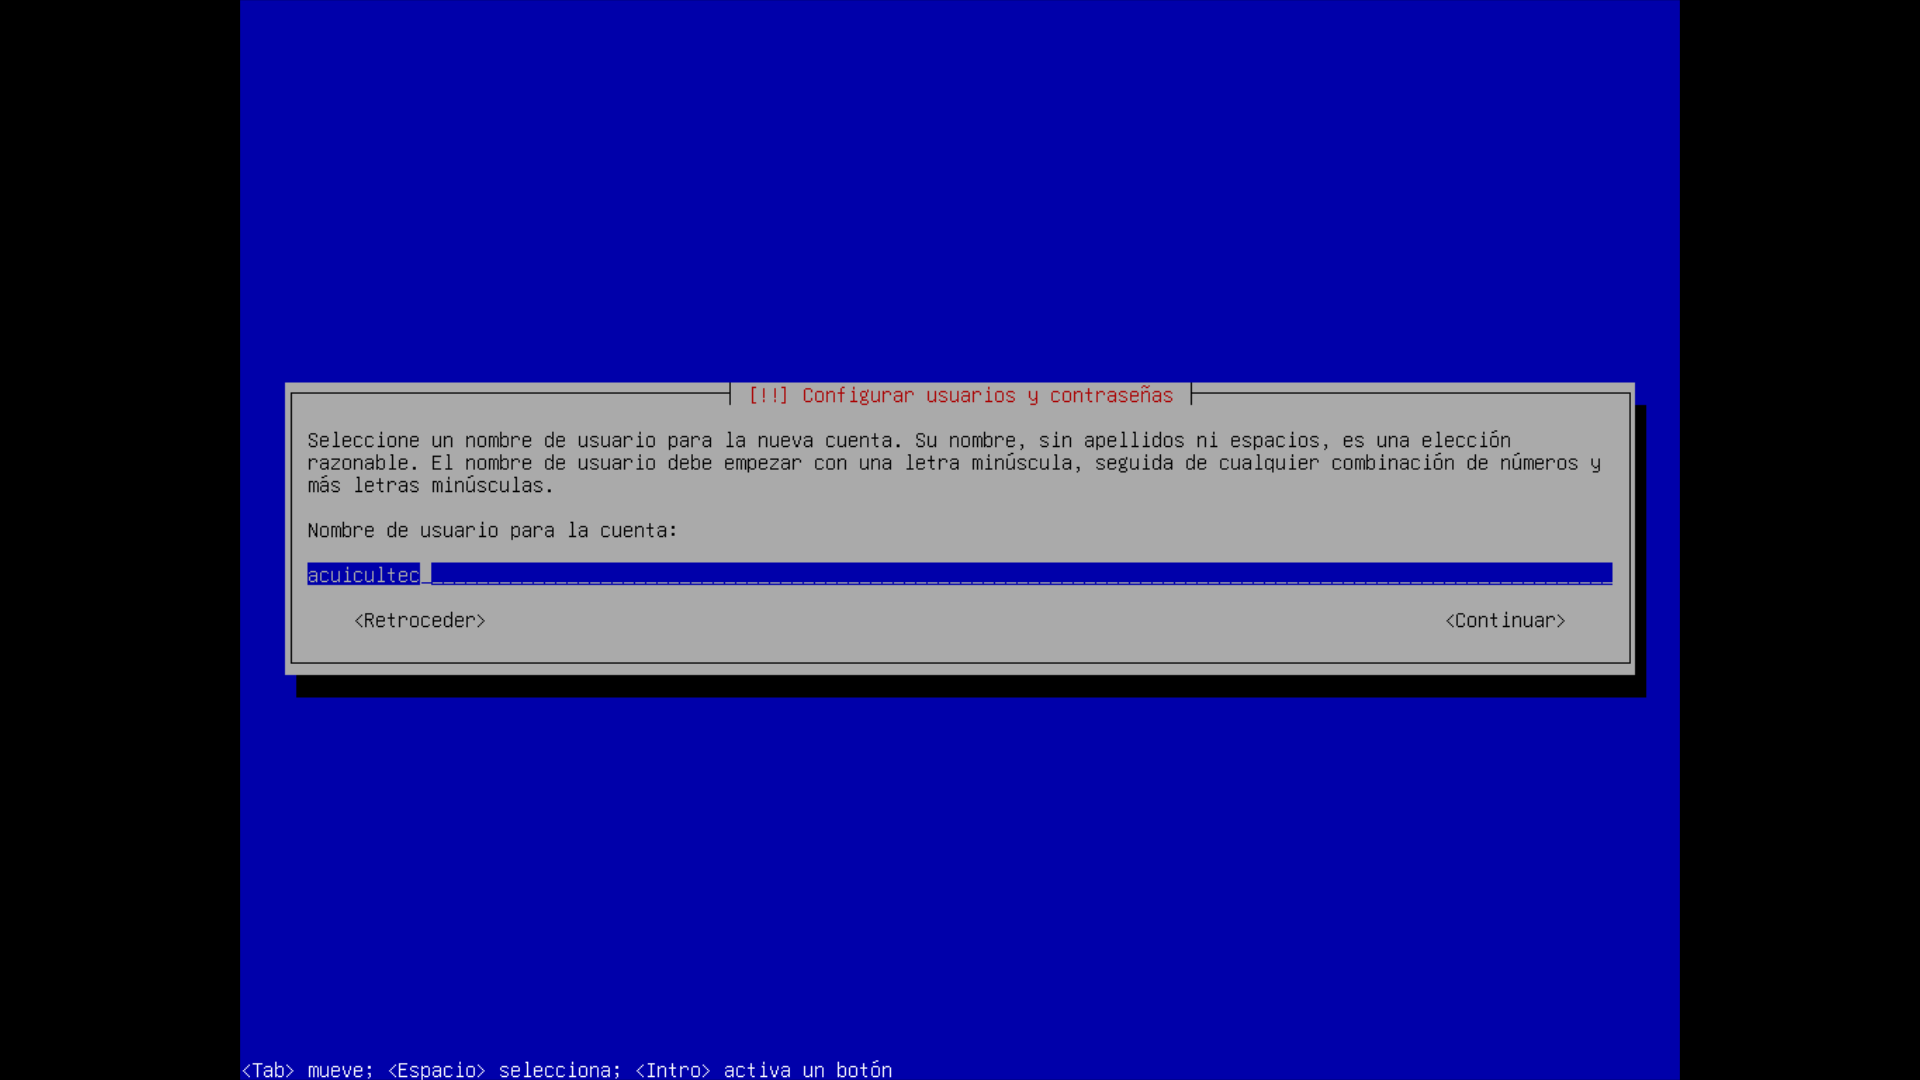 [!!] Configurar usuarios y contraseñas
Seleccione un nombre de usuario para la nueva cuenta. Su nombre, sin apellidos ni espacios, es una elección
razonable. El nombre de usuario debe empezar con una letra minúscula, seguida de cualquier combinación de números y
más letras minúsculas.
Nombre de usuario para la cuenta:
acuicultec
<Retroceder> <Continuar>
<Tab> mueve; <Espacio> selecciona; <Intro> activa un botón